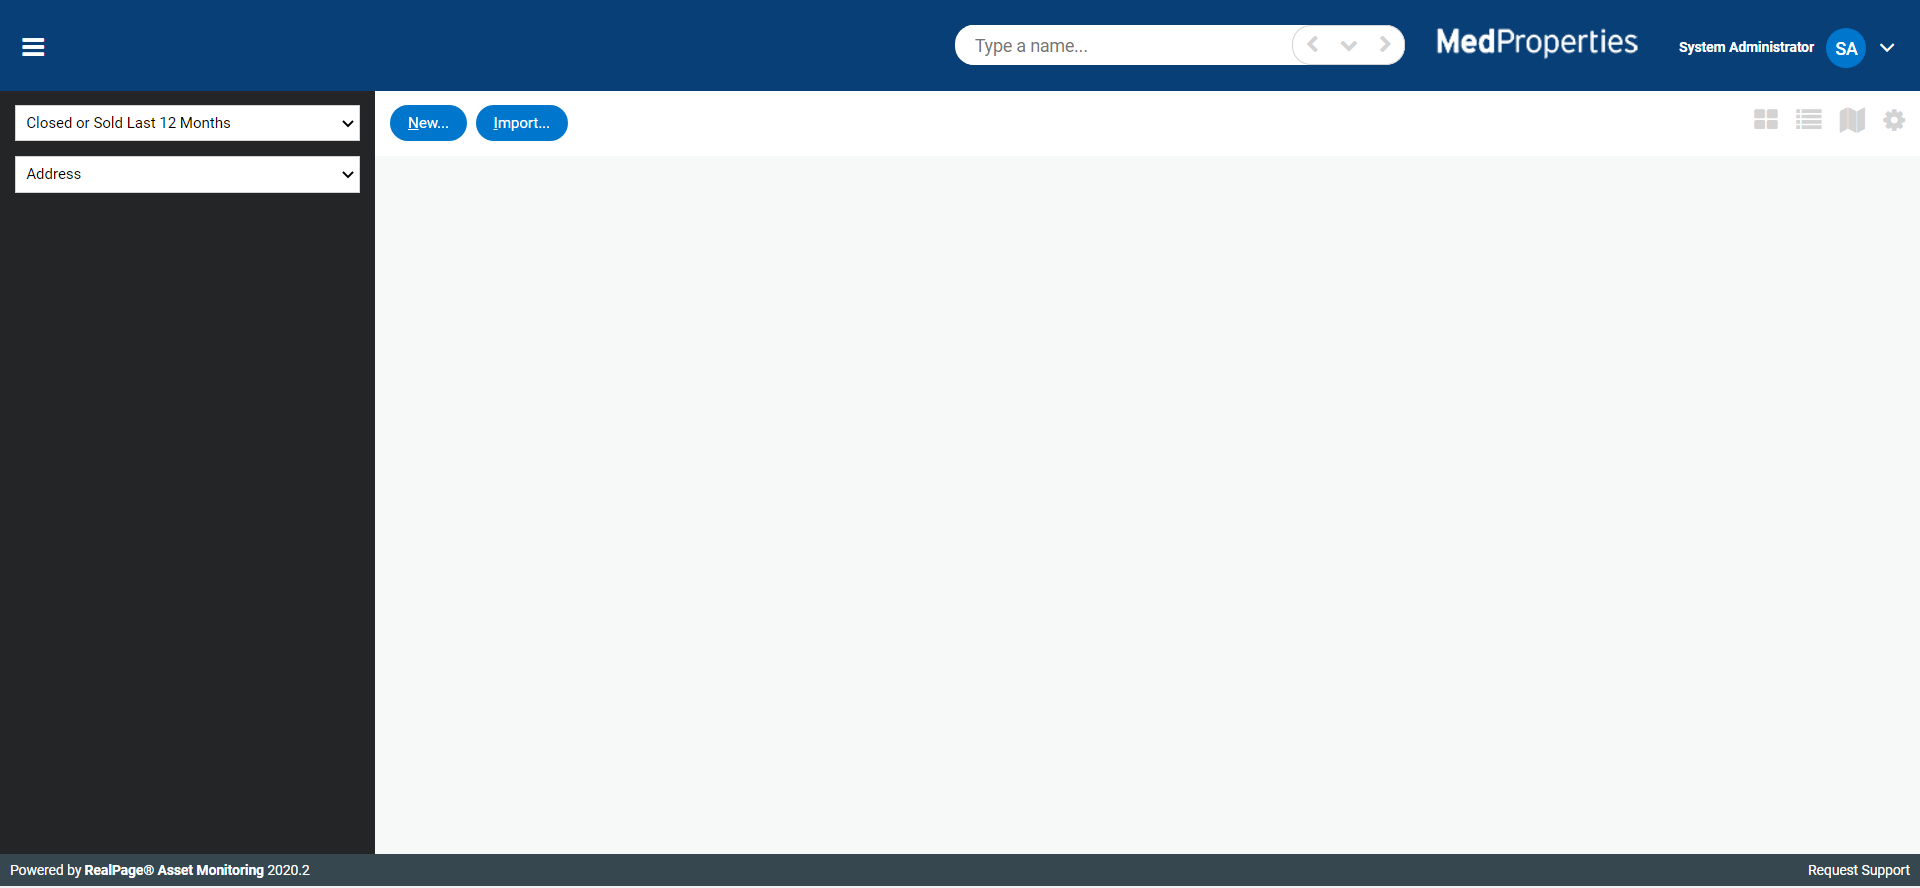 Type a name...
MedProperties
System Administrator
SA
Closed or Sold Last 12 Months
Address
New...
Import...
Powered by RealPage® Asset Monitoring 2020.2
Request Support